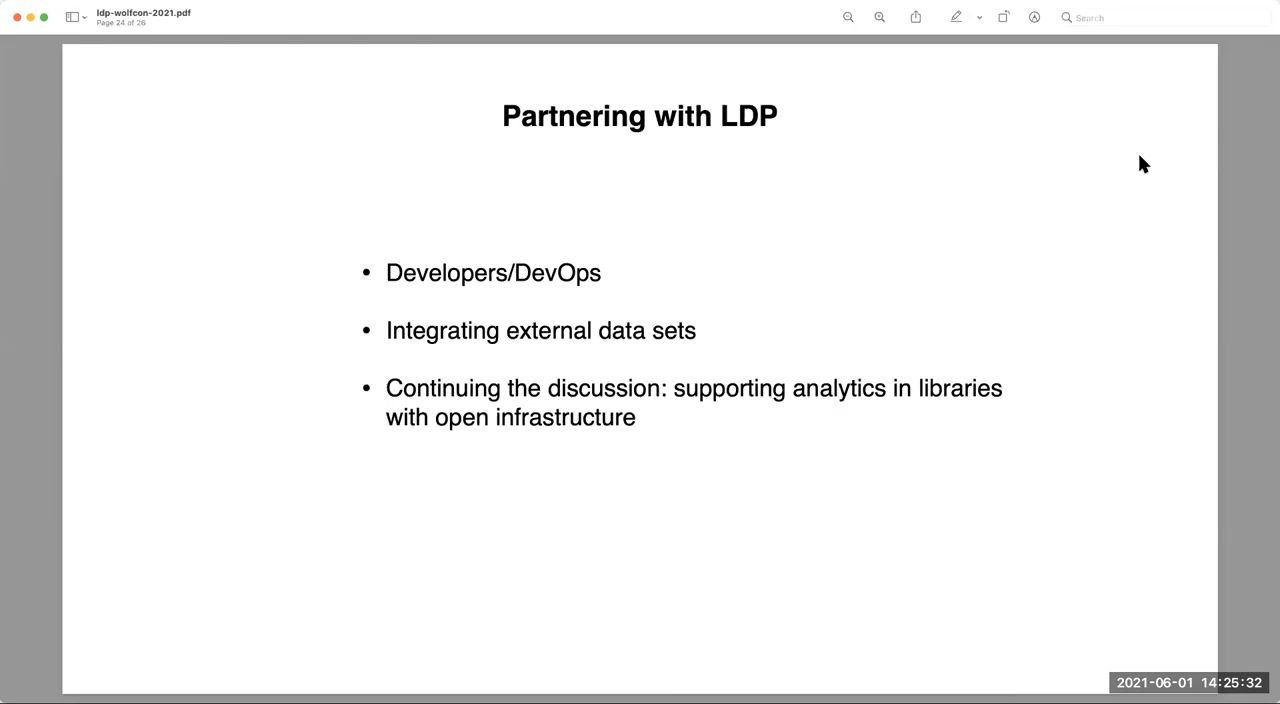 ldp-wolfcon-2021.pdf
Page 24 of 26
Search
Partnering with LDP
• Developers/DevOps
• Integrating external data sets
• Continuing the discussion: supporting analytics in libraries
with open infrastructure
2021-06-01 14:25:32